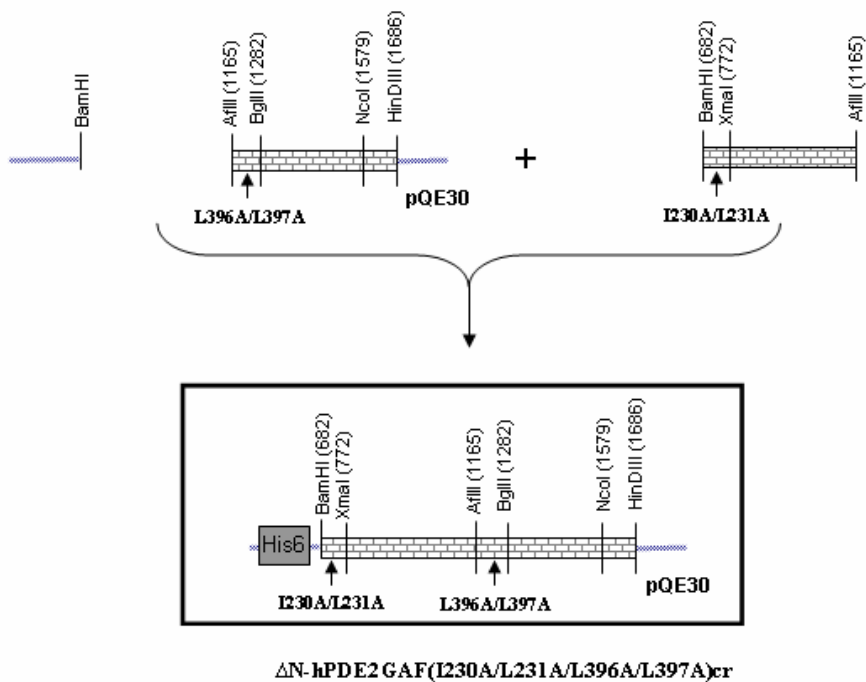 BamHI
AflII (1165)
BglII (1282)
NcoI (1579)
HinDIII (1686)
BamHI (682)
XmaI (772)
AflII (1165)
+
pQE30
L396A/L397A
I230A/L231A
BamHI (682)
XmaI (772)
AflII (1165)
BglII (1282)
NcoI (1579)
HinDIII (1686)
His6
pQE30
I230A/L231A
L396A/L397A
ΔN-hPDE2 GAF(I230A/L231A/L396A/L397A)cr